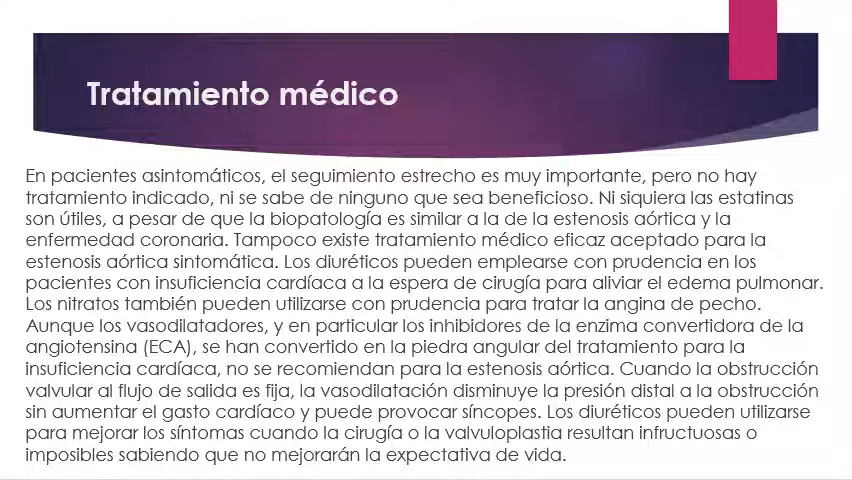 Tratamiento médico
En pacientes asintomáticos, el seguimiento estrecho es muy importante, pero no hay
tratamiento indicado, ni se sabe de ninguno que sea beneficioso. Ni siquiera las estatinas
son útiles, a pesar de que la biopatología es similar a la de la estenosis aórtica y la
enfermedad coronaria. Tampoco existe tratamiento médico eficaz aceptado para la
estenosis aórtica sintomática. Los diuréticos pueden emplearse con prudencia en los
pacientes con insuficiencia cardíaca a la espera de cirugía para aliviar el edema pulmonar.
Los nitratos también pueden utilizarse con prudencia para tratar la angina de pecho.
Aunque los vasodilatadores, y en particular los inhibidores de la enzima convertidora de la
angiotensina (ECA), se han convertido en la piedra angular del tratamiento para la
insuficiencia cardíaca, no se recomiendan para la estenosis aórtica. Cuando la obstrucción
valvular al flujo de salida es fija, la vasodilatación disminuye la presión distal a la obstrucción
sin aumentar el gasto cardíaco y puede provocar síncopes. Los diuréticos pueden utilizarse
para mejorar los síntomas cuando la cirugía o la valvuloplastia resultan infructuosas o
imposibles sabiendo que no mejorarán la expectativa de vida.